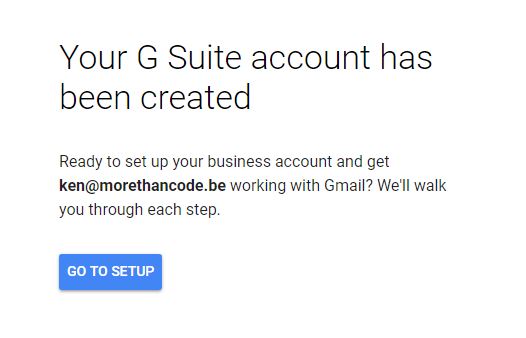 Your G Suite account has
been created
Ready to set up your business account and get
ken@morethancode.be working with Gmail? We'll walk
you through each step.
GO TO SETUP